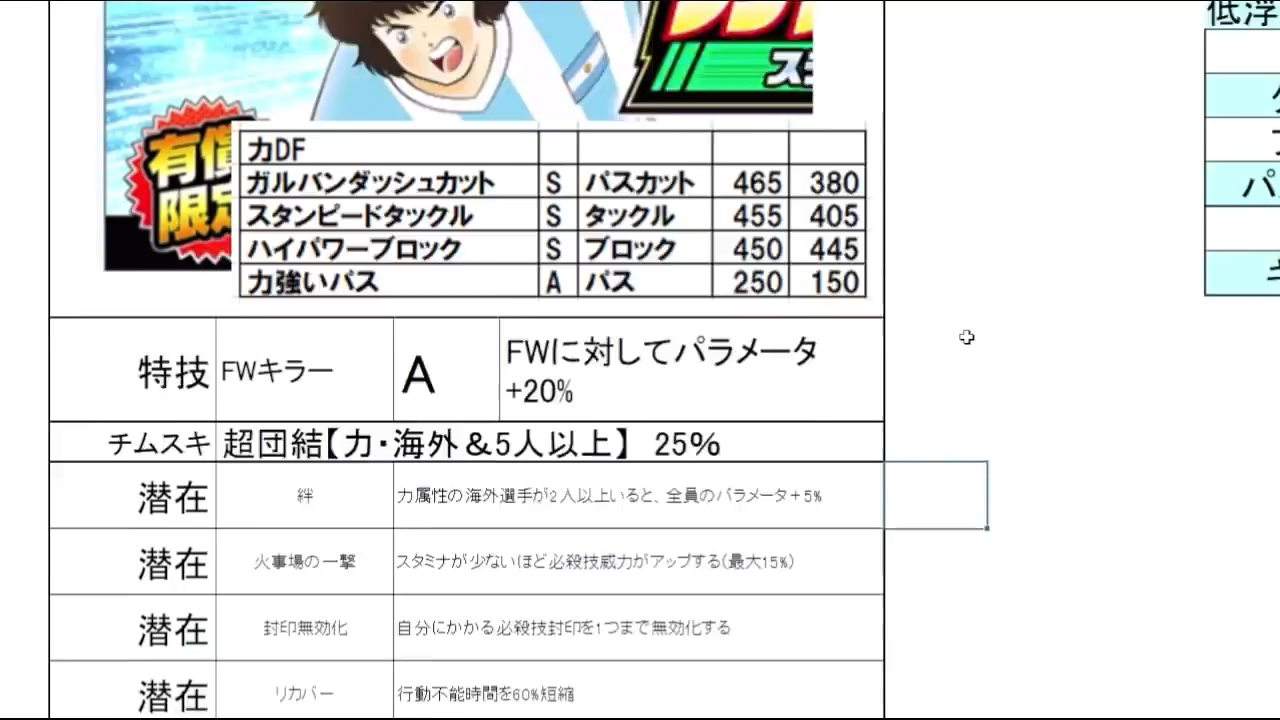 低浮
有償
限定
力DF
ガルバンダッシュカット S パスカット 465 380
スタンピードタックル S タックル 455 405
ハイパワーブロック S ブロック 450 445
力強いパス A パス 250 150
パ
特技 FWキラー A FWに対してパラメータ
+20%
チムスキ 超団結【力・海外＆5人以上】 25%
潜在 絆 力属性の海外選手が2人以上いると、全員のパラメータ+5%
潜在 火事場の一撃 スタミナが少ないほど必殺技威力がアップする(最大15%)
潜在 封印無効化 自分にかかる必殺技封印を1つまで無効化する
潜在 リカバー 行動不能時間を60%短縮